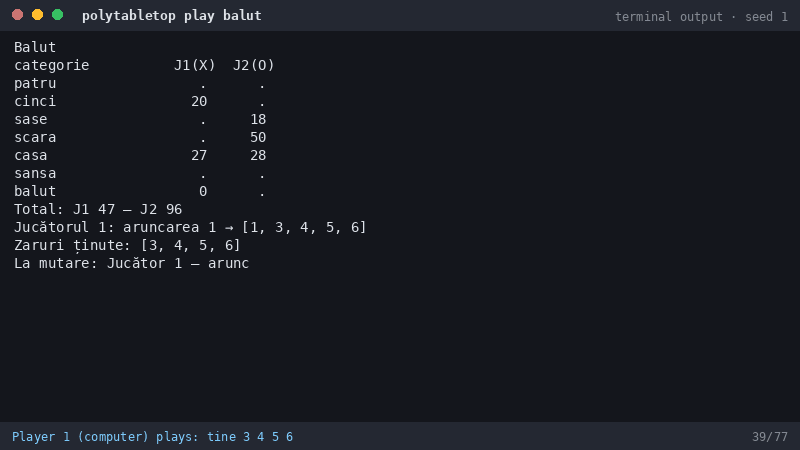 polytabletop play balut
terminal output · seed 1
Balut
categorie J1(X) J2(O)
patru . .
cinci 20 .
sase . 18
scara . 50
casa 27 28
sansa . .
balut 0 .
Total: J1 47 — J2 96
Jucătorul 1: aruncarea 1 → [1, 3, 4, 5, 6]
Zaruri ținute: [3, 4, 5, 6]
La mutare: Jucător 1 — arunc
Player 1 (computer) plays: tine 3 4 5 6
39/77